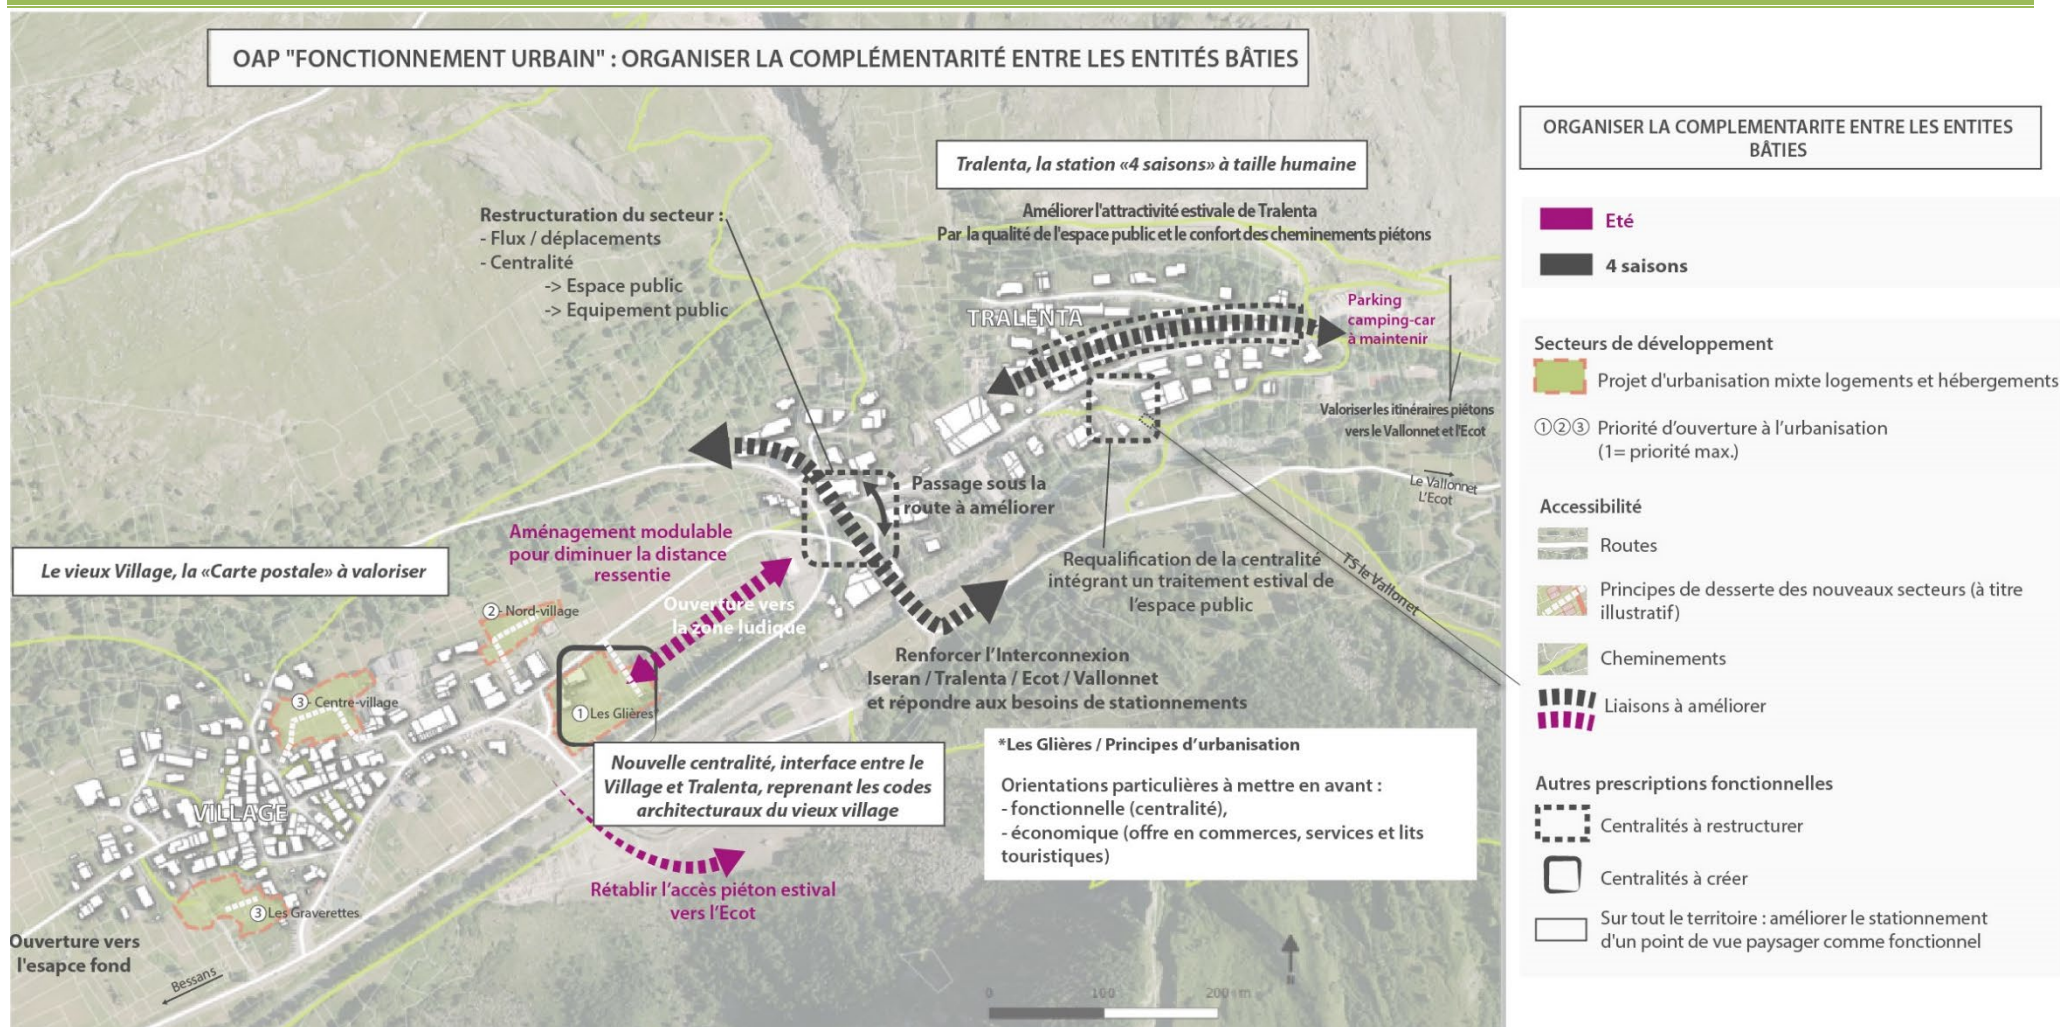 OAP "FONCTIONNEMENT URBAIN" : ORGANISER LA COMPLÉMENTARITÉ ENTRE LES ENTITÉS BÂTIES
Tralenta, la station «4 saisons» à taille humaine
Améliorer l'attractivité estivale de Tralenta
Par la qualité de l'espace public et le confort des cheminements piétons
Restructuration du secteur :
- Flux / déplacements
- Centralité
-> Espace public
-> Equipement public
TRALENTA
Parking
camping-car
à maintenir
Valoriser les itinéraires piétons
vers le Vallonnet et l'Ecot
Le Vallonnet
L'Ecot
Passage sous la
route à améliorer
Aménagement modulable
pour diminuer la distance
ressentie
Requalification de la centralité
intégrant un traitement estival de
l'espace public
TS le Vallonnet
Le vieux Village, la «Carte postale» à valoriser
Ouverture vers
la zone ludique
② - Nord-village
Renforcer l'Interconnexion
Iseran / Tralenta / Ecot / Vallonnet
et répondre aux besoins de stationnements
③ - Centre-village
① Les Glières
Nouvelle centralité, interface entre le
Village et Tralenta, reprenant les codes
architecturaux du vieux village
*Les Glières / Principes d'urbanisation
Orientations particulières à mettre en avant :
- fonctionnelle (centralité),
- économique (offre en commerces, services et lits
touristiques)
VILLAGE
Rétablir l'accès piéton estival
vers l'Ecot
③ Les Graverettes
Ouverture vers
l'esapce fond
Bessans
N
0 100 200 m
ORGANISER LA COMPLEMENTARITE ENTRE LES ENTITES
BÂTIES
Eté
4 saisons
Secteurs de développement
Projet d'urbanisation mixte logements et hébergements
①②③ Priorité d'ouverture à l'urbanisation
(1= priorité max.)
Accessibilité
Routes
Principes de desserte des nouveaux secteurs (à titre
illustratif)
Cheminements
Liaisons à améliorer
Autres prescriptions fonctionnelles
Centralités à restructurer
Centralités à créer
Sur tout le territoire : améliorer le stationnement
d'un point de vue paysager comme fonctionnel